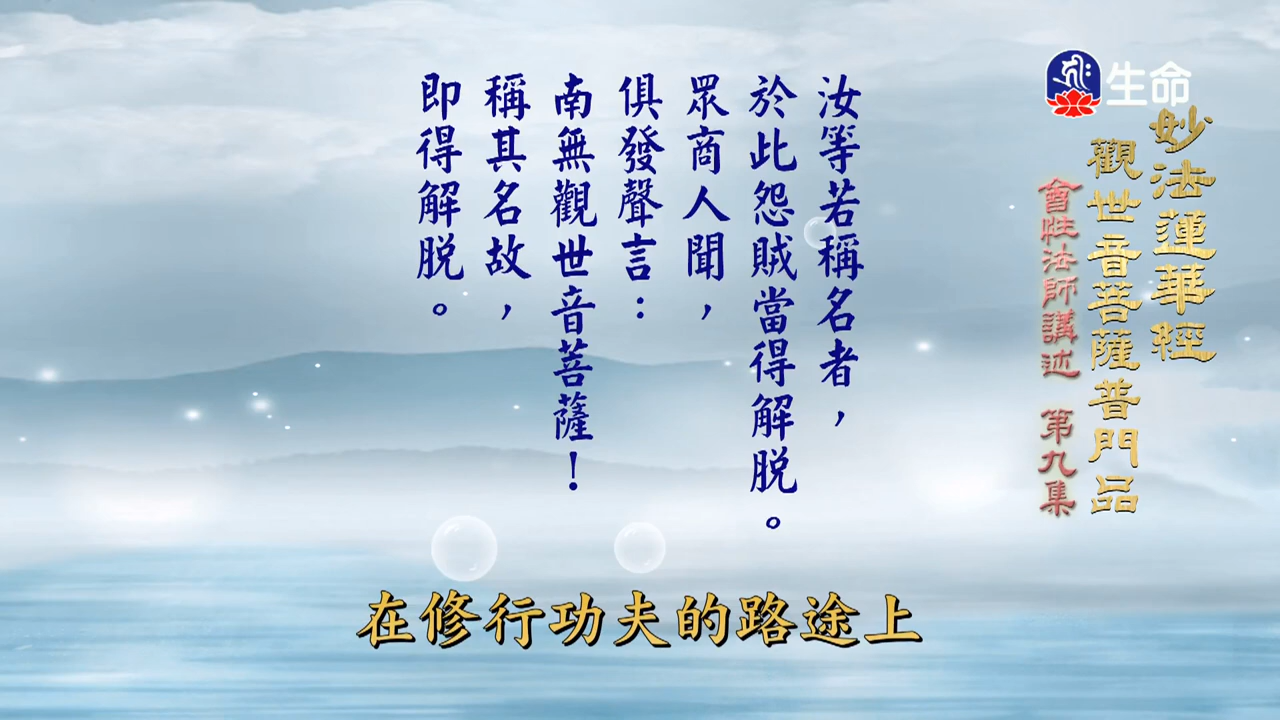 生命
妙法蓮華經
觀世音菩薩普門品
會性法師講述 第九集
汝等若稱名者，
於此怨賊當得解脱。
眾商人聞，
俱發聲言：
南無觀世音菩薩！
稱其名故，
即得解脱。
在修行功夫的路途上